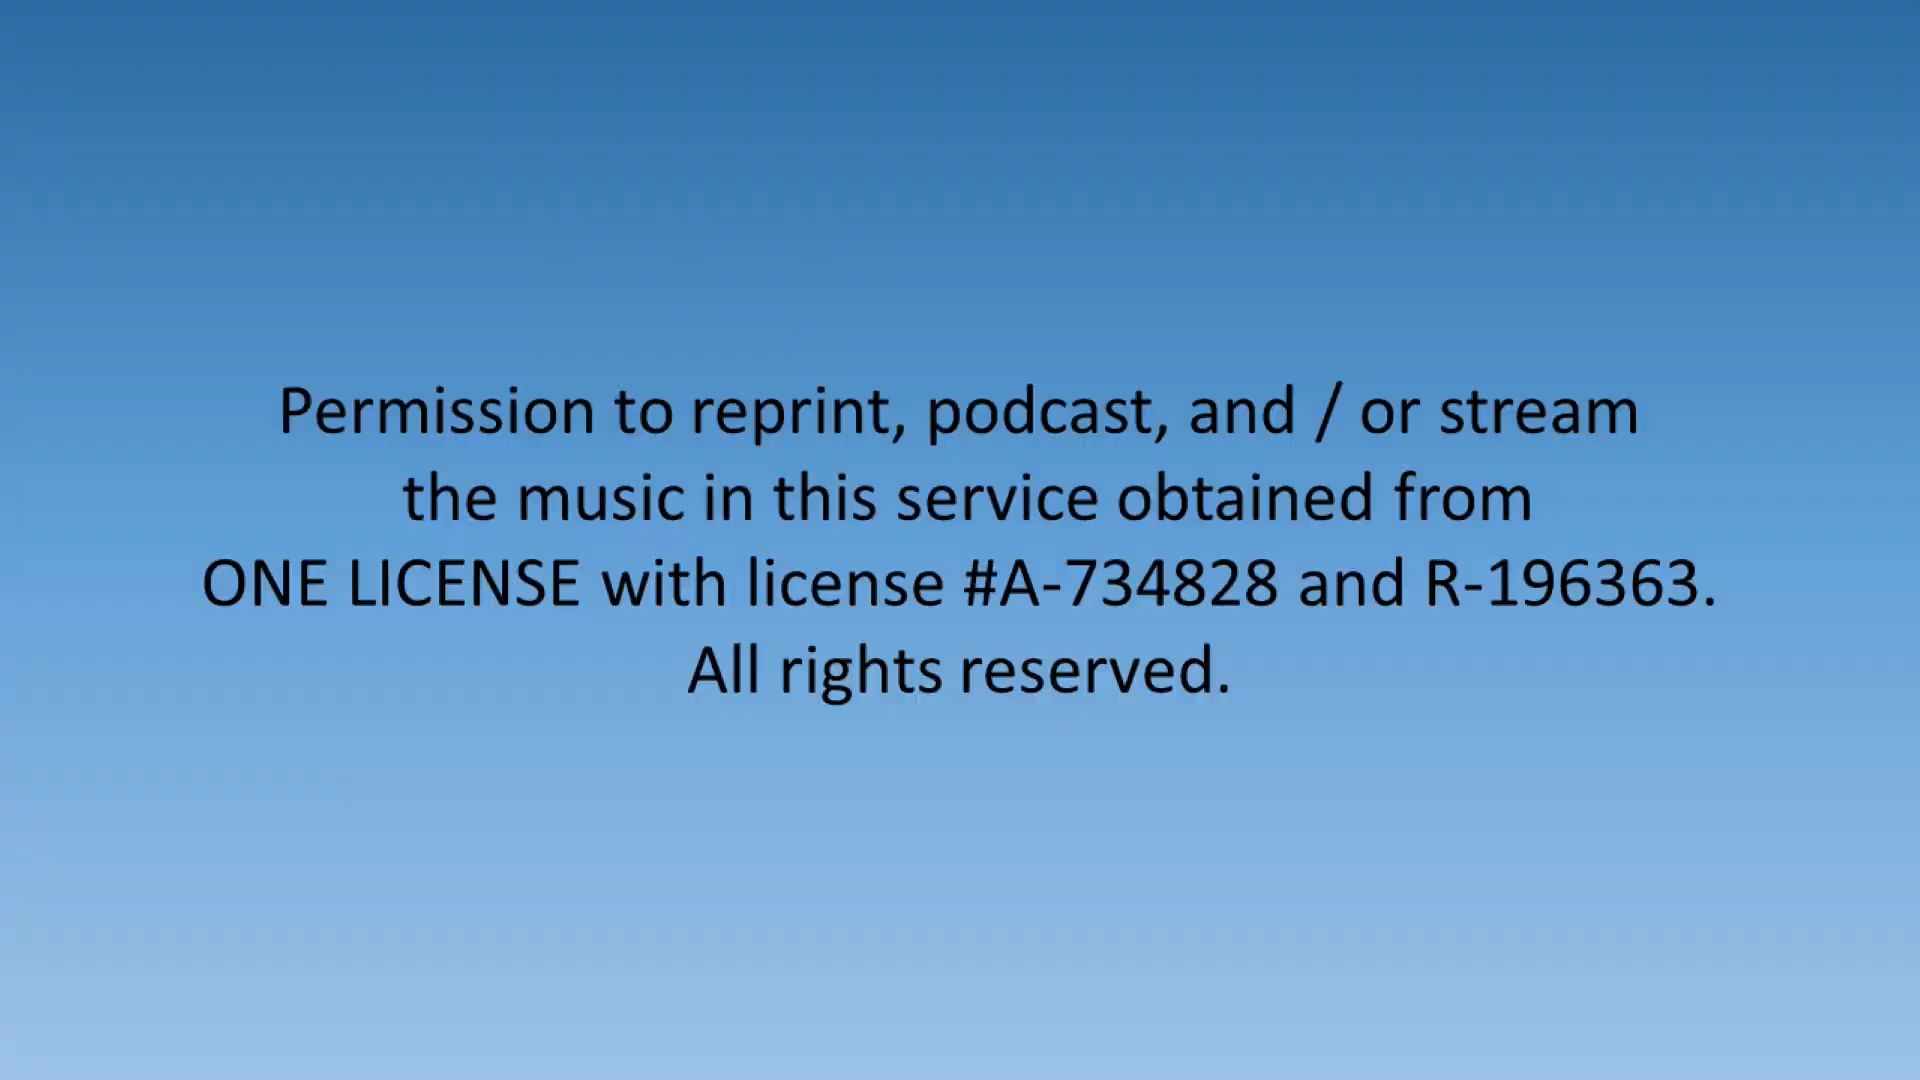 Permission to reprint, podcast, and / or stream
the music in this service obtained from
ONE LICENSE with license #A-734828 and R-196363.
All rights reserved.